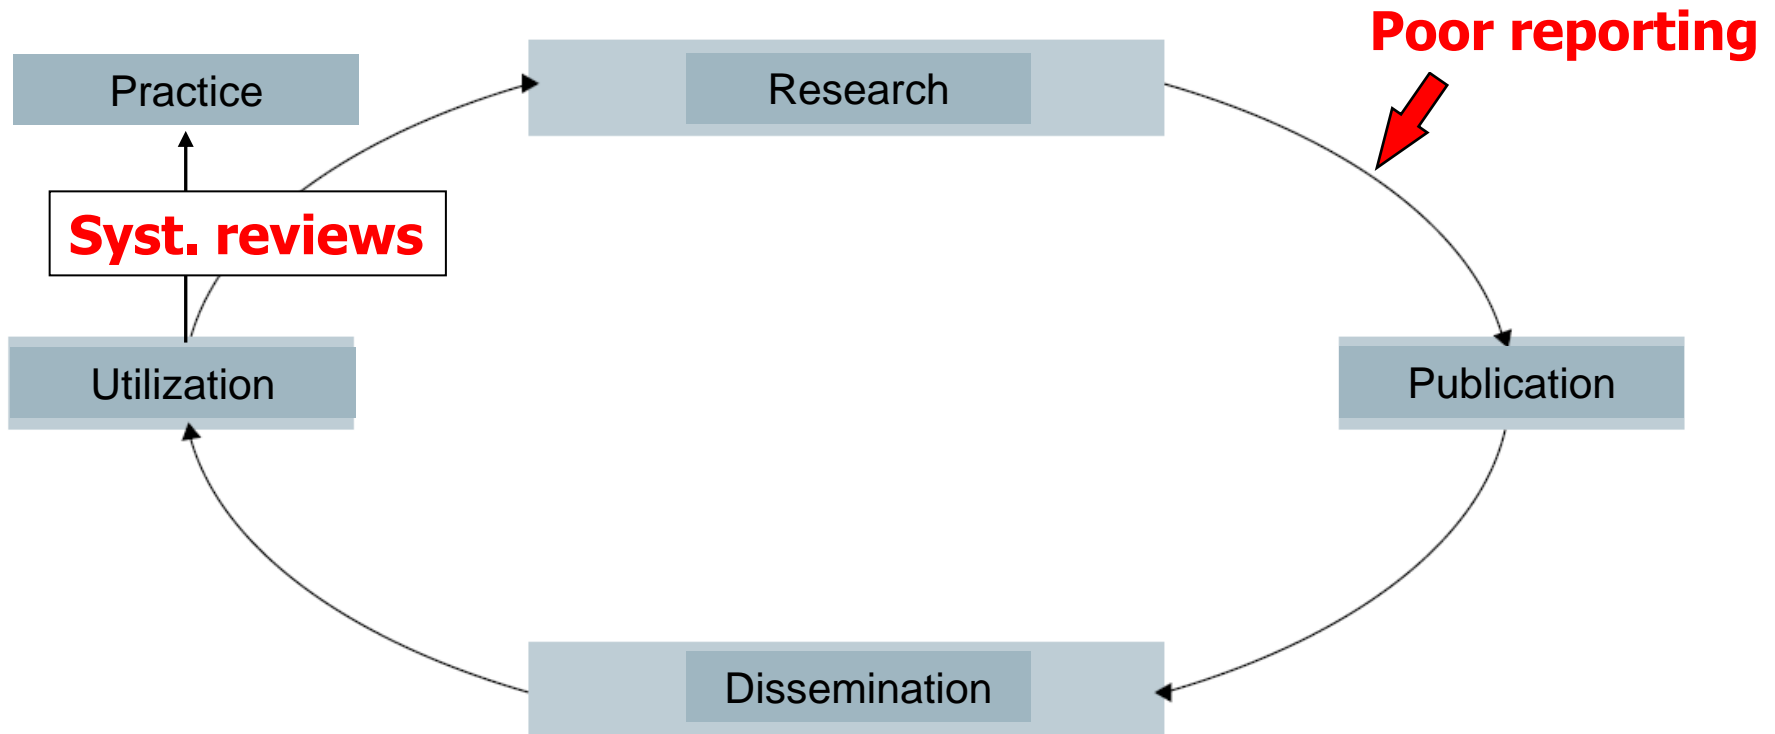 Poor reporting
Practice
Research
Syst. reviews
Utilization
Publication
Dissemination